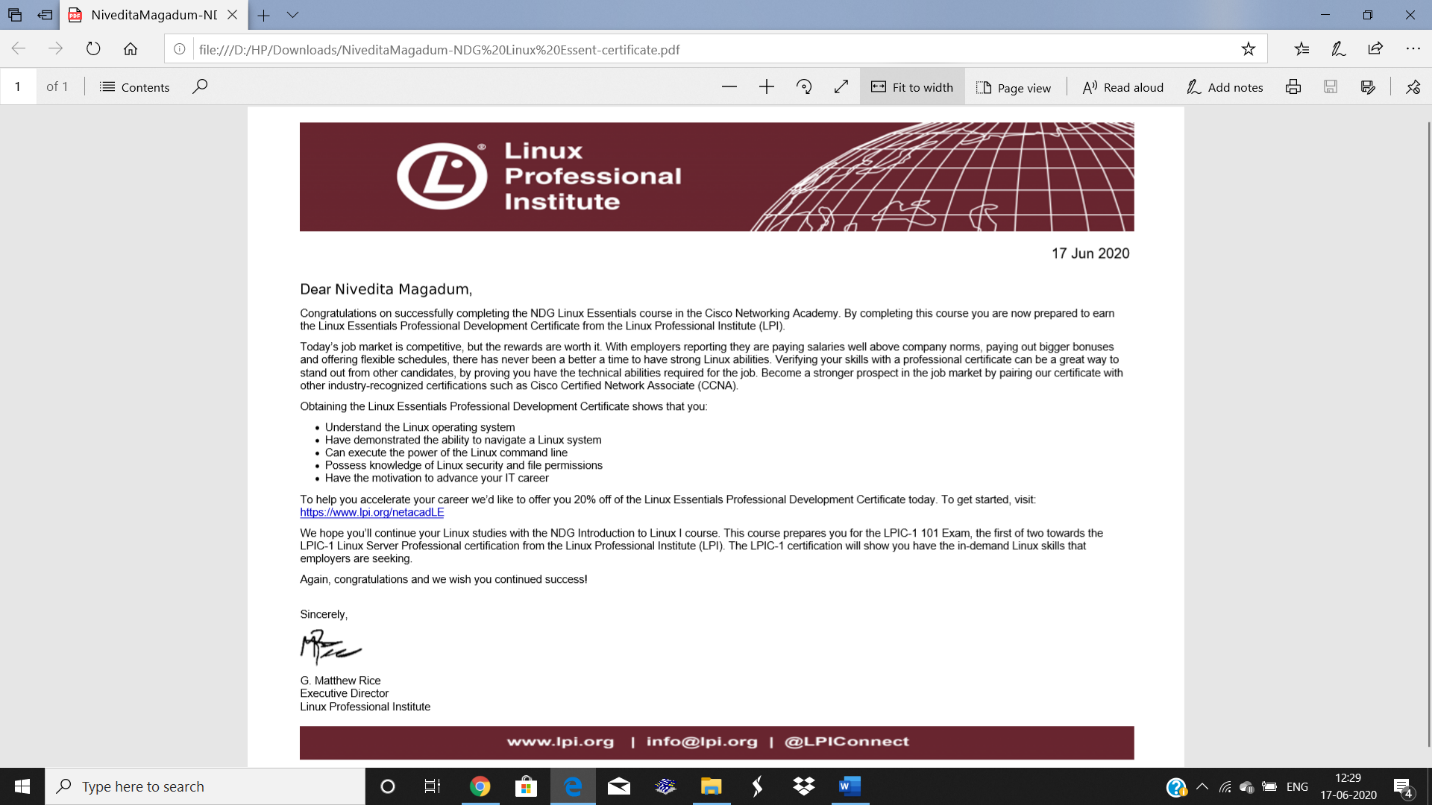 NiveditaMagadum-NE
file:///D:/HP/Downloads/NiveditaMagadum-NDG%20Linux%20Essent-certificate.pdf
1 of 1 Contents Fit to width Page view Read aloud Add notes
Linux
Professional
Institute
17 Jun 2020
Dear Nivedita Magadum,
Congratulations on successfully completing the NDG Linux Essentials course in the Cisco Networking Academy. By completing this course you are now prepared to earn
the Linux Essentials Professional Development Certificate from the Linux Professional Institute (LPI).
Today's job market is competitive, but the rewards are worth it. With employers reporting they are paying salaries well above company norms, paying out bigger bonuses
and offering flexible schedules, there has never been a better a time to have strong Linux abilities. Verifying your skills with a professional certificate can be a great way to
stand out from other candidates, by proving you have the technical abilities required for the job. Become a stronger prospect in the job market by pairing our certificate with
other industry-recognized certifications such as Cisco Certified Network Associate (CCNA).
Obtaining the Linux Essentials Professional Development Certificate shows that you:
• Understand the Linux operating system
• Have demonstrated the ability to navigate a Linux system
• Can execute the power of the Linux command line
• Possess knowledge of Linux security and file permissions
• Have the motivation to advance your IT career
To help you accelerate your career we'd like to offer you 20% off of the Linux Essentials Professional Development Certificate today. To get started, visit:
https://www.lpi.org/netacadLE
We hope you'll continue your Linux studies with the NDG Introduction to Linux I course. This course prepares you for the LPIC-1 101 Exam, the first of two towards the
LPIC-1 Linux Server Professional certification from the Linux Professional Institute (LPI). The LPIC-1 certification will show you have the in-demand Linux skills that
employers are seeking.
Again, congratulations and we wish you continued success!
Sincerely,
G. Matthew Rice
Executive Director
Linux Professional Institute
www.lpi.org | info@lpi.org | @LPIConnect
Type here to search
ENG
12:29
17-06-2020
4